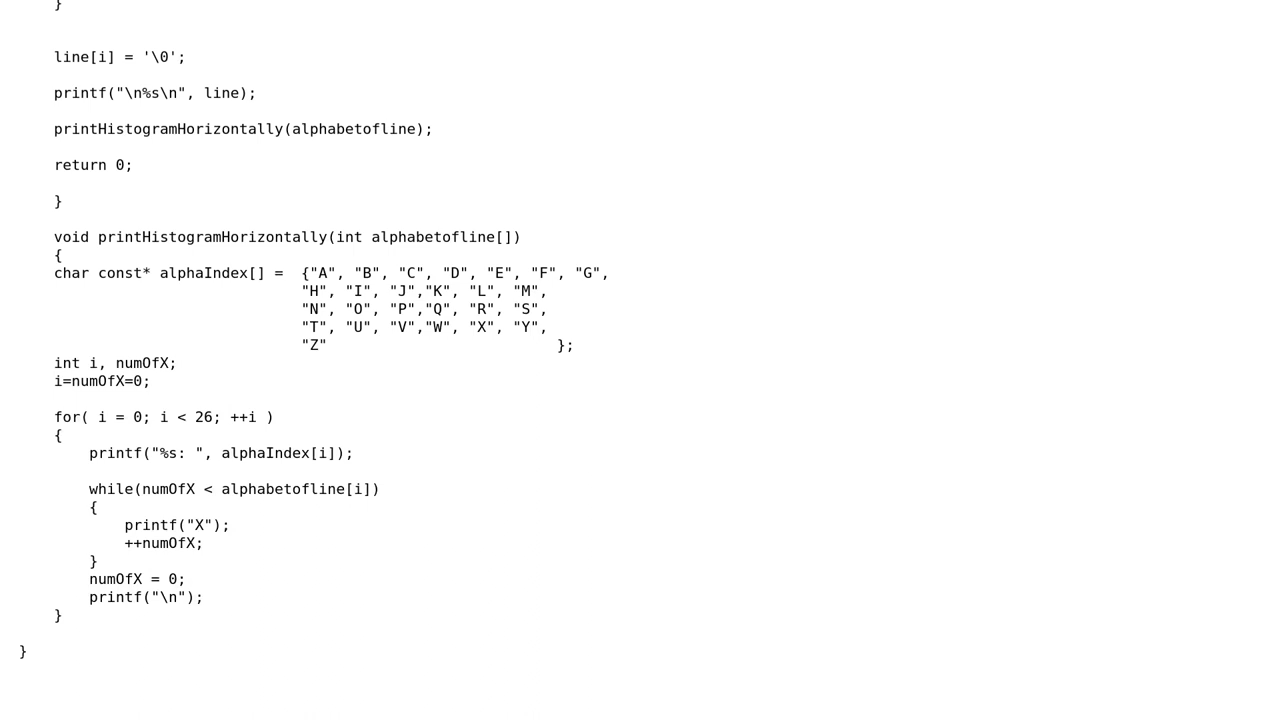 }
line[i] = '\0';
printf("\n%s\n", line);
printHistogramHorizontally(alphabetofline);
return 0;
}
void printHistogramHorizontally(int alphabetofline[])
{
char const* alphaIndex[] =  {"A", "B", "C", "D", "E", "F", "G",
"H", "I", "J","K", "L", "M",
"N", "O", "P","Q", "R", "S",
"T", "U", "V","W", "X", "Y",
"Z"                          };
int i, numOfX;
i=numOfX=0;
for( i = 0; i < 26; ++i )
{
printf("%s: ", alphaIndex[i]);
while(numOfX < alphabetofline[i])
{
printf("X");
++numOfX;
}
numOfX = 0;
printf("\n");
}
}